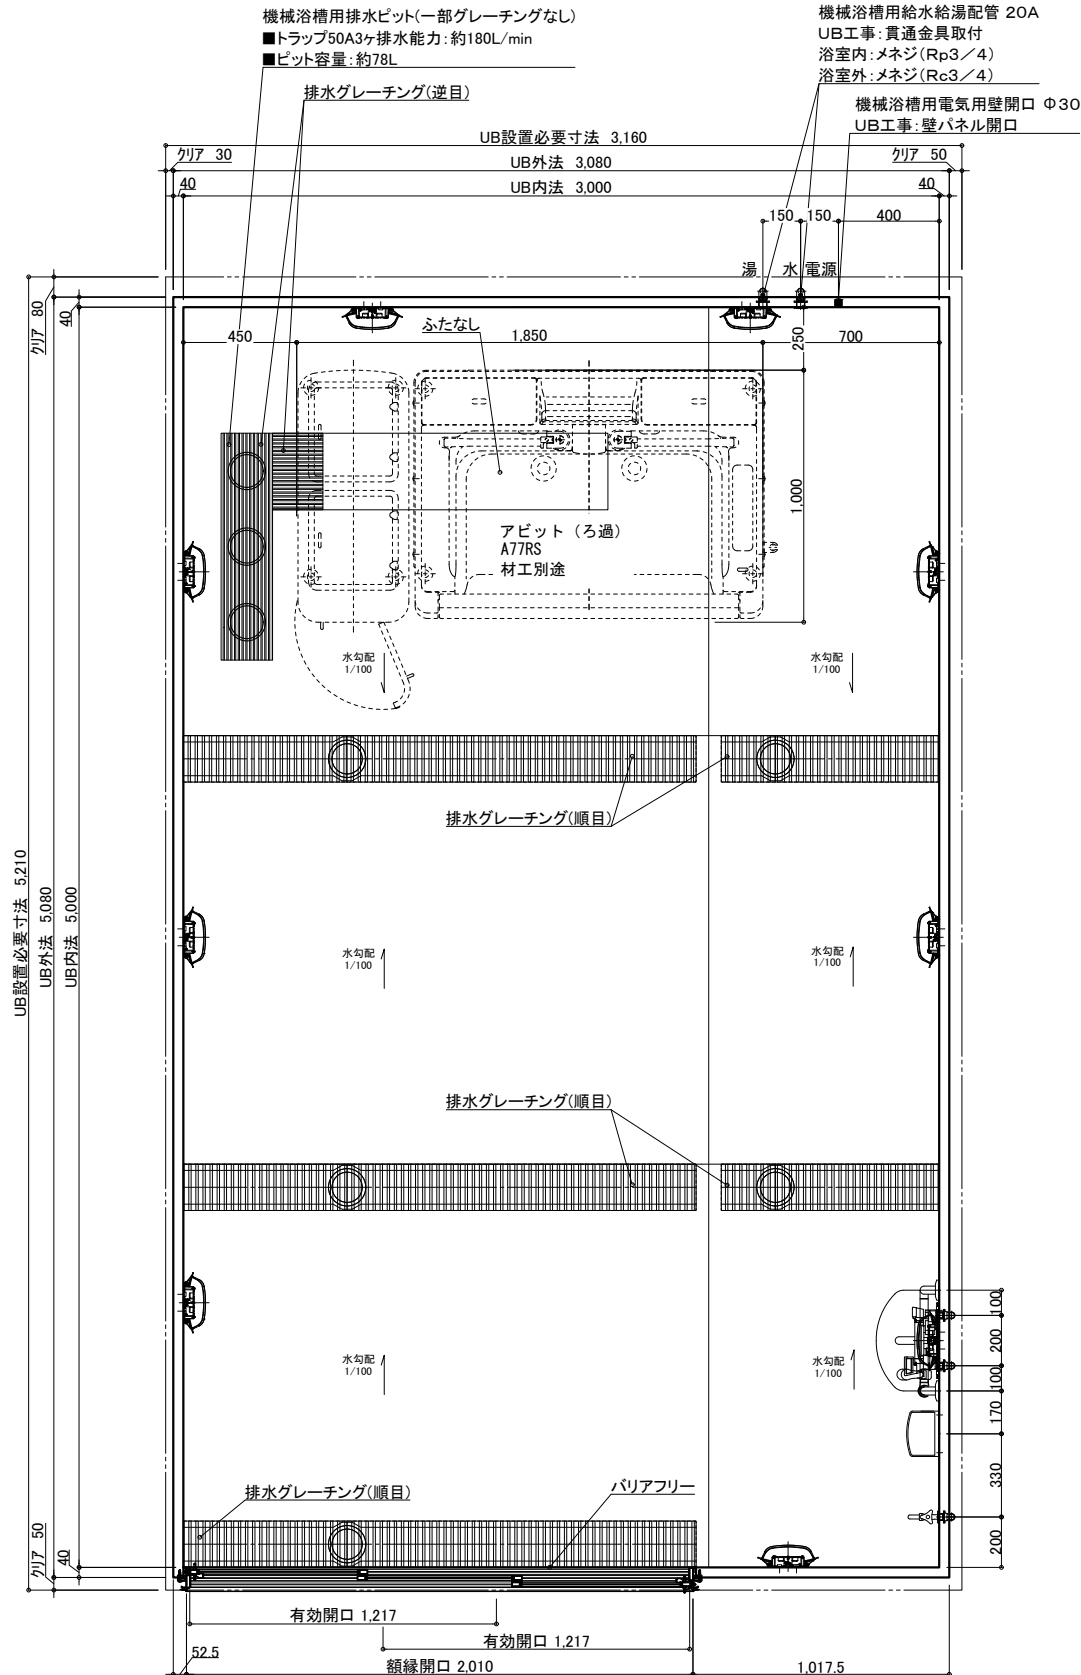 機械浴槽用排水ピット(一部グレーチングなし)
■トラップ50A3ヶ排水能力:約180L/min
■ピット容量:約78L
排水グレーチング(逆目)
機械浴槽用給水給湯配管 20A
UB工事:貫通金具取付
浴室内:メネジ(Rp3/4)
浴室外:メネジ(Rc3/4)
機械浴槽用電気用壁開口 Φ30
UB工事:壁パネル開口
UB設置必要寸法 3,160
クリア 30
UB外法 3,080
クリア 50
40
UB内法 3,000
40
150
150
400
湯
水
電源
クリア 80
40
450
ふたなし
1,850
250
700
1,000
アビット(ろ過)
A77RS
材工別途
水勾配
1/100
水勾配
1/100
排水グレーチング(順目)
UB設置必要寸法 5,210
UB外法 5,080
UB内法 5,000
水勾配
1/100
水勾配
1/100
排水グレーチング(順目)
水勾配
1/100
水勾配
1/100
100
200
100
170
330
200
排水グレーチング(順目)
バリアフリー
クリア 50
40
有効開口 1,217
有効開口 1,217
52.5
額縁開口 2,010
1,017.5